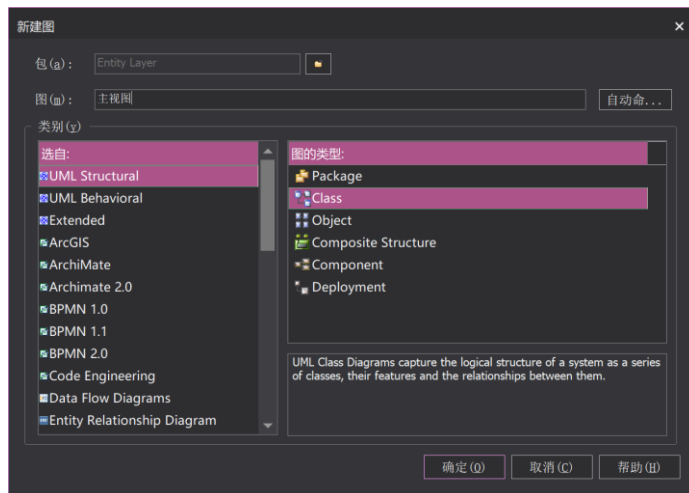 新建图
包(a):
Entity Layer
图(m):
主视图
自动命...
类别(y)
选自:
UML Structural
UML Behavioral
Extended
ArcGIS
ArchiMate
Archimate 2.0
BPMN 1.0
BPMN 1.1
BPMN 2.0
Code Engineering
Data Flow Diagrams
Entity Relationship Diagram
图的类型:
Package
Class
Object
Composite Structure
Component
Deployment
UML Class Diagrams capture the logical structure of a system as a series
of classes, their features and the relationships between them.
确定(O)
取消(C)
帮助(H)